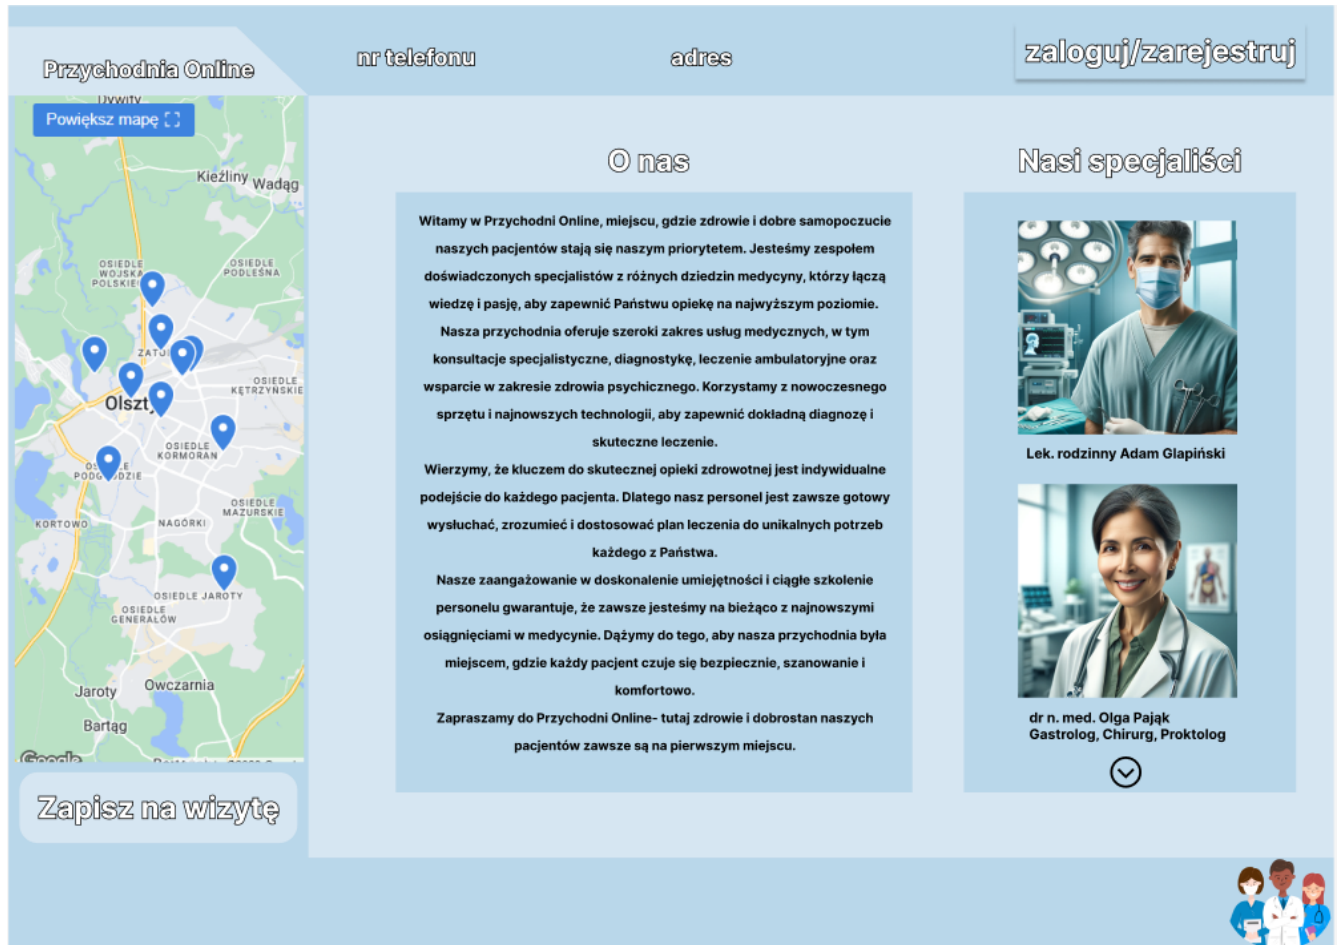 Przychodnia Online
nr telefonu
adres
zaloguj/zarejestruj
Dywity
Powiększ mapę
Kieźliny
Wadąg
OSIEDLE
WOJSKA
OSIEDLE
PODLEŚNA
OSIEDLE
KĘTRZYŃSKIE
OSIEDLE
KORMORAN
OSIEDLE
MAZURSKIE
KORTOWO
NAGÓRKI
OSIEDLE JAROTY
OSIEDLE
GENERAŁÓW
Jaroty
Owczarnia
Bartąg
Google
Zapisz na wizytę
O nas
Witamy w Przychodni Online, miejscu, gdzie zdrowie i dobre samopoczucie
naszych pacjentów stają się naszym priorytetem. Jesteśmy zespołem
doświadczonych specjalistów z różnych dziedzin medycyny, którzy łączą
wiedzę i pasję, aby zapewnić Państwu opiekę na najwyższym poziomie.
Nasza przychodnia oferuje szeroki zakres usług medycznych, w tym
konsultacje specjalistyczne, diagnostykę, leczenie ambulatoryjne oraz
wsparcie w zakresie zdrowia psychicznego. Korzystamy z nowoczesnego
sprzętu i najnowszych technologii, aby zapewnić dokładną diagnozę i
skuteczne leczenie.
Wierzymy, że kluczem do skutecznej opieki zdrowotnej jest indywidualne
podejście do każdego pacjenta. Dlatego nasz personel jest zawsze gotowy
wysłuchać, zrozumieć i dostosować plan leczenia do unikalnych potrzeb
każdego z Państwa.
Nasze zaangażowanie w doskonalenie umiejętności i ciągłe szkolenie
personelu gwarantuje, że zawsze jesteśmy na bieżąco z najnowszymi
osiągnięciami w medycynie. Dążymy do tego, aby nasza przychodnia była
miejscem, gdzie każdy pacjent czuje się bezpiecznie, szanowanie i
komfortowo.
Zapraszamy do Przychodni Online- tutaj zdrowie i dobrostan naszych
pacjentów zawsze są na pierwszym miejscu.
Nasi specjaliści
Lek. rodzinny Adam Glapiński
dr n. med. Olga Pająk
Gastrolog, Chirurg, Proktolog